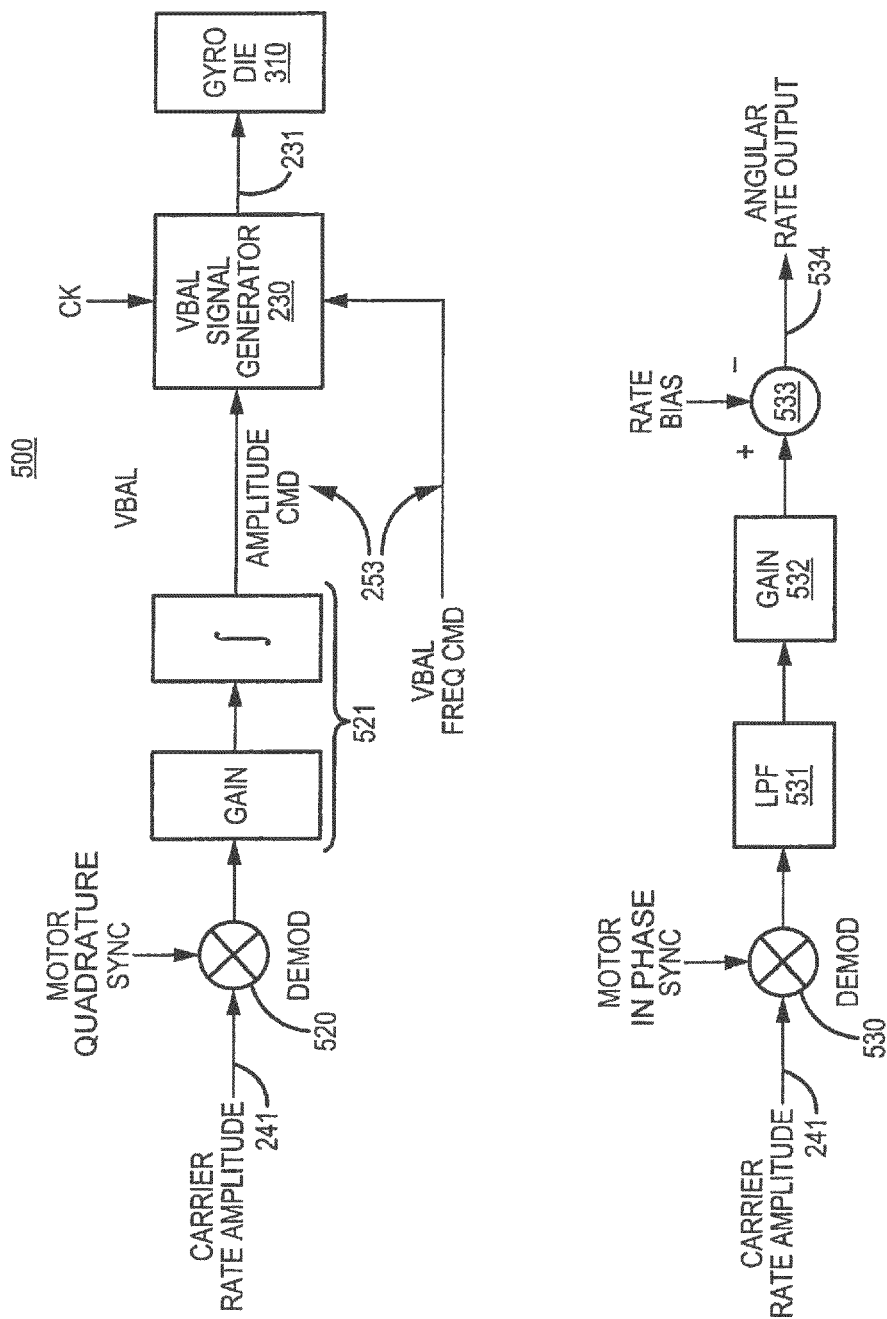 500
CARRIER
RATE AMPLITUDE
241
MOTOR
QUADRATURE
SYNC
520
DEMOD
GAIN
∫
521
VBAL
AMPLITUDE
CMD
253
VBAL
FREQ CMD
CK
VBAL
SIGNAL
GENERATOR
230
231
GYRO
DIE
310
CARRIER
RATE AMPLITUDE
241
MOTOR
IN PHASE
SYNC
530
DEMOD
LPF
531
GAIN
532
RATE
BIAS
+
−
533
534
ANGULAR
RATE OUTPUT